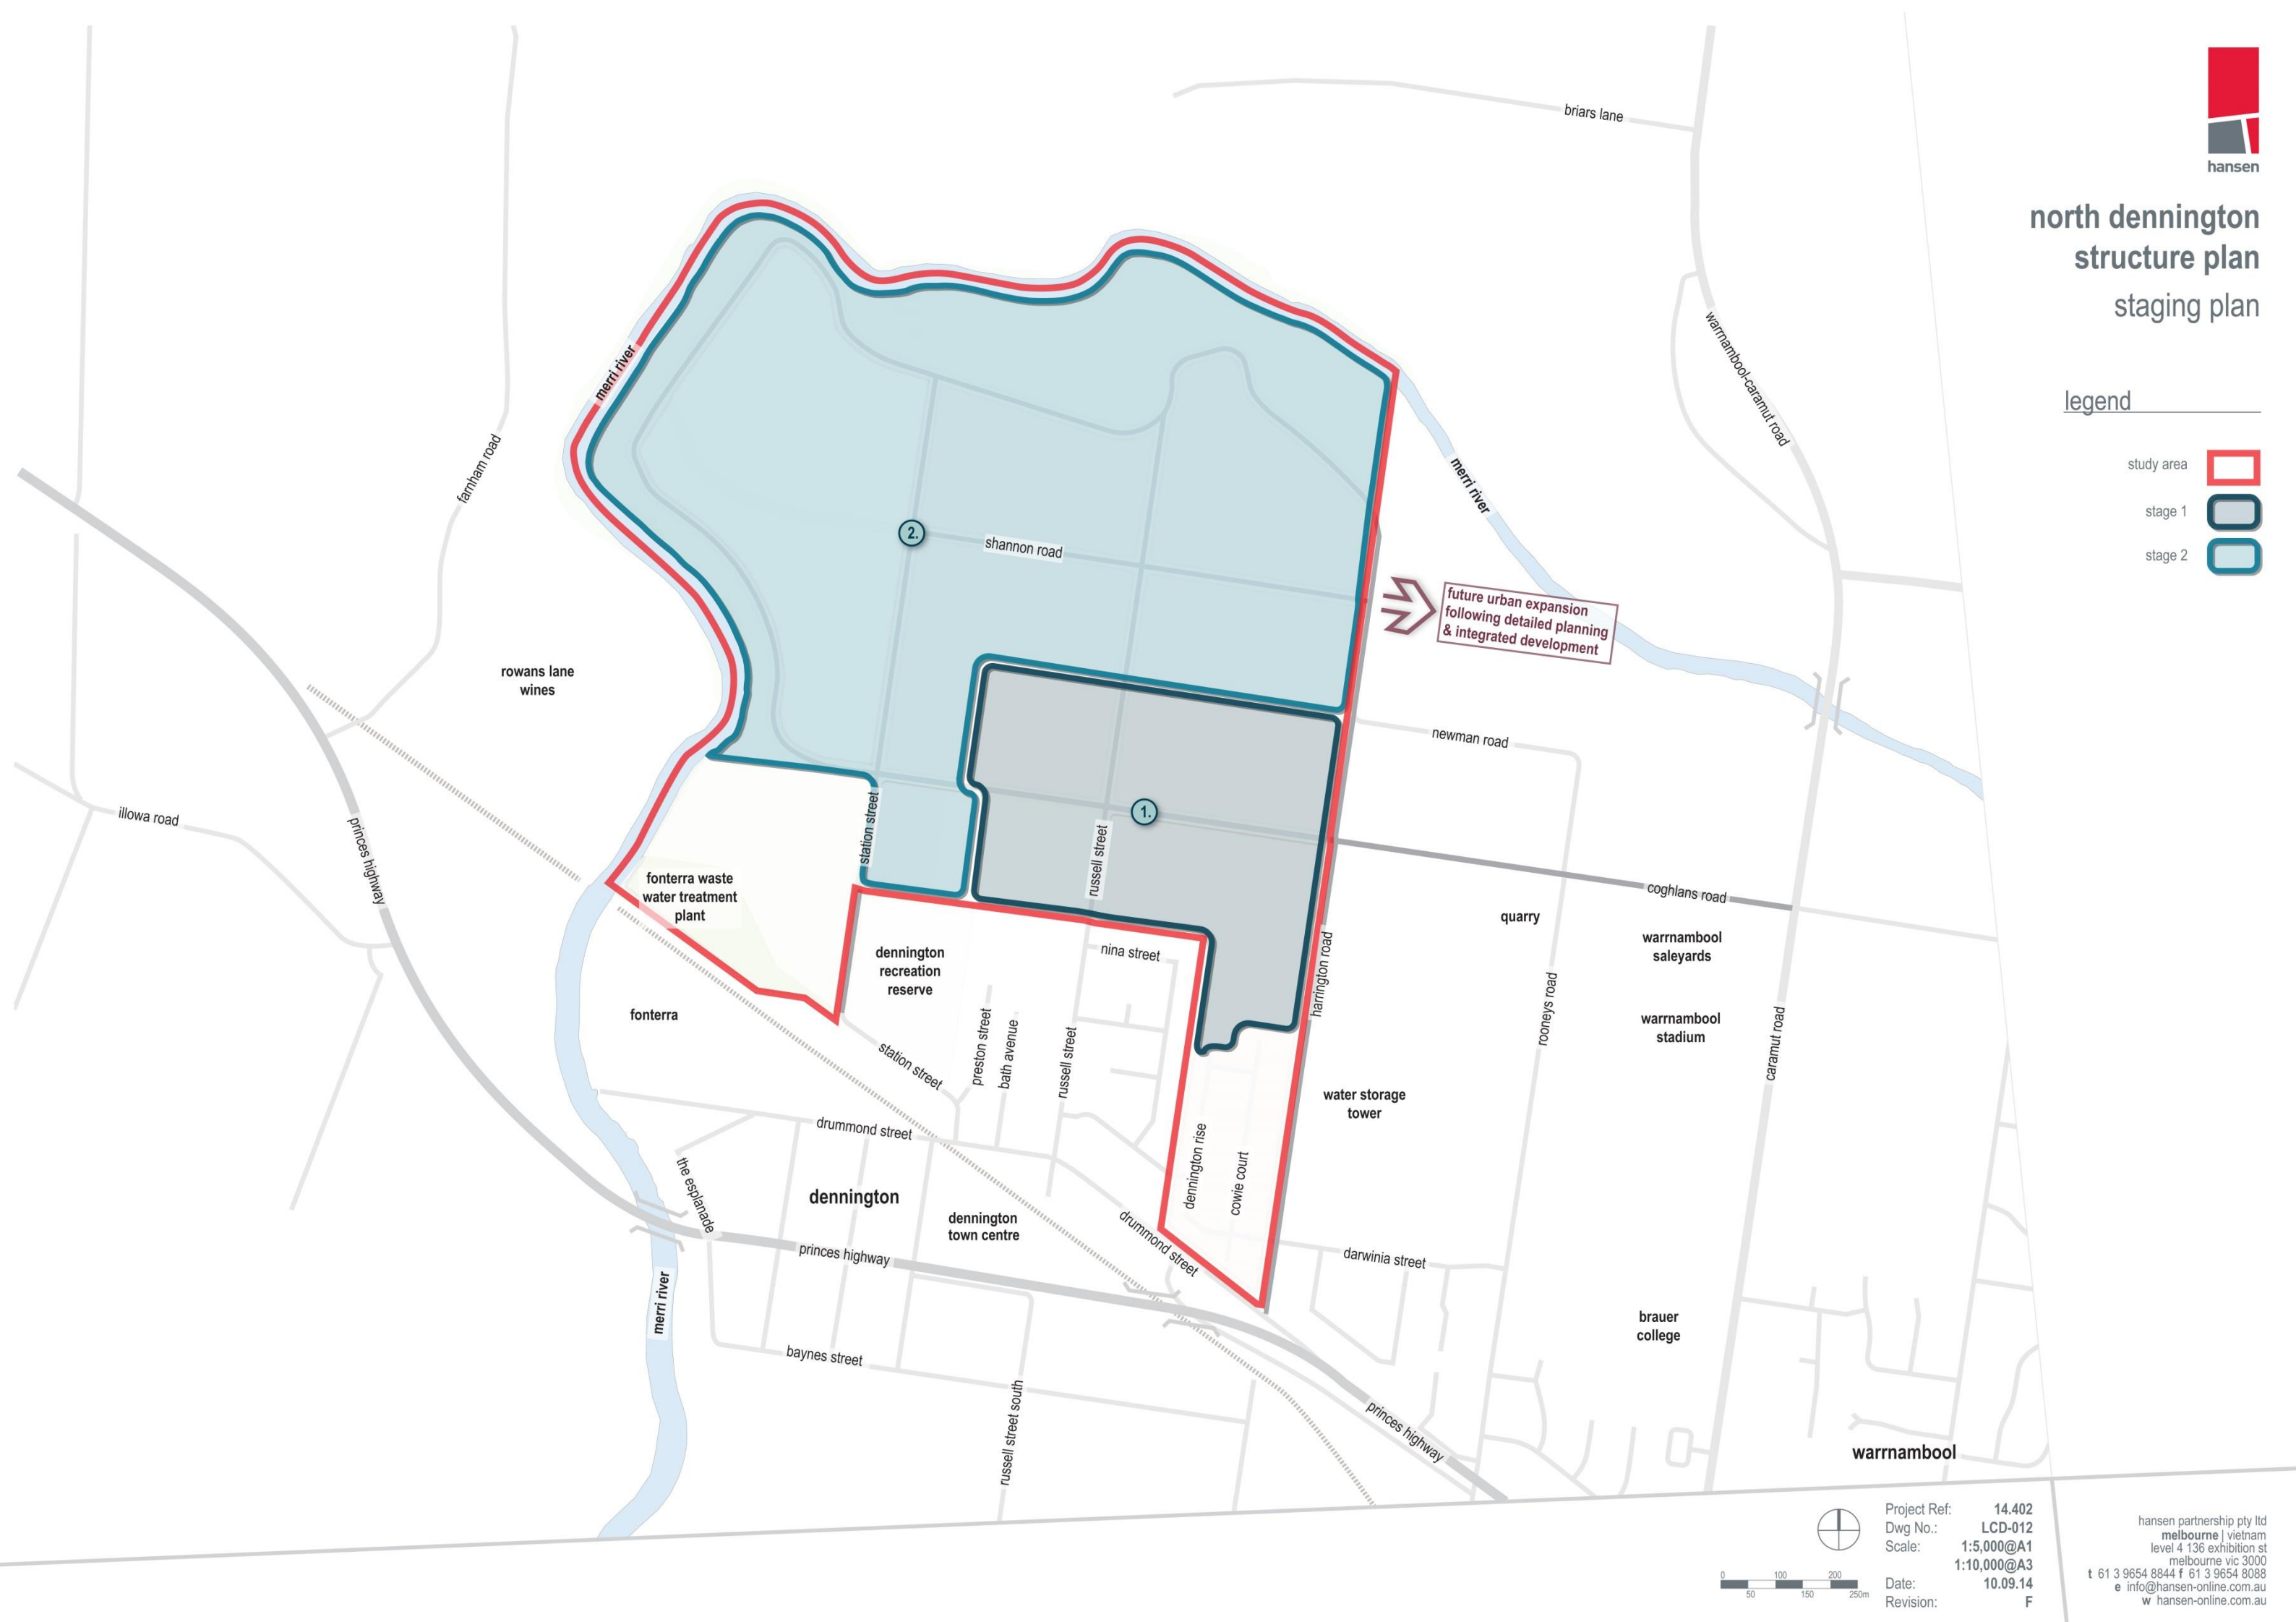 hansen
north dennington
structure plan
staging plan
legend
study area
stage 1
stage 2
briars lane
warrnambool-caramut road
merri river
farnham road
merri river
2.
shannon road
future urban expansion
following detailed planning
& integrated development
rowans lane
wines
newman road
illowa road
princes highway
station street
1.
russell street
fonterra waste
water treatment
plant
coghlans road
quarry
warrnambool
saleyards
dennington
recreation
reserve
nina street
harrington road
rooneys road
fonterra
warrnambool
stadium
caramut road
preston street
bath avenue
russell street
station street
water storage
tower
drummond street
the esplanade
dennington rise
cowie court
dennington
dennington
town centre
drummond street
princes highway
darwinia street
merri river
brauer
college
baynes street
russell street south
princes highway
warrnambool
0 100 200
50 150 250m
Project Ref: 14.402
Dwg No.: LCD-012
Scale: 1:5,000@A1
1:10,000@A3
Date: 10.09.14
Revision: F
hansen partnership pty ltd
melbourne | vietnam
level 4 136 exhibition st
melbourne vic 3000
t 61 3 9654 8844 f 61 3 9654 8088
e info@hansen-online.com.au
w hansen-online.com.au